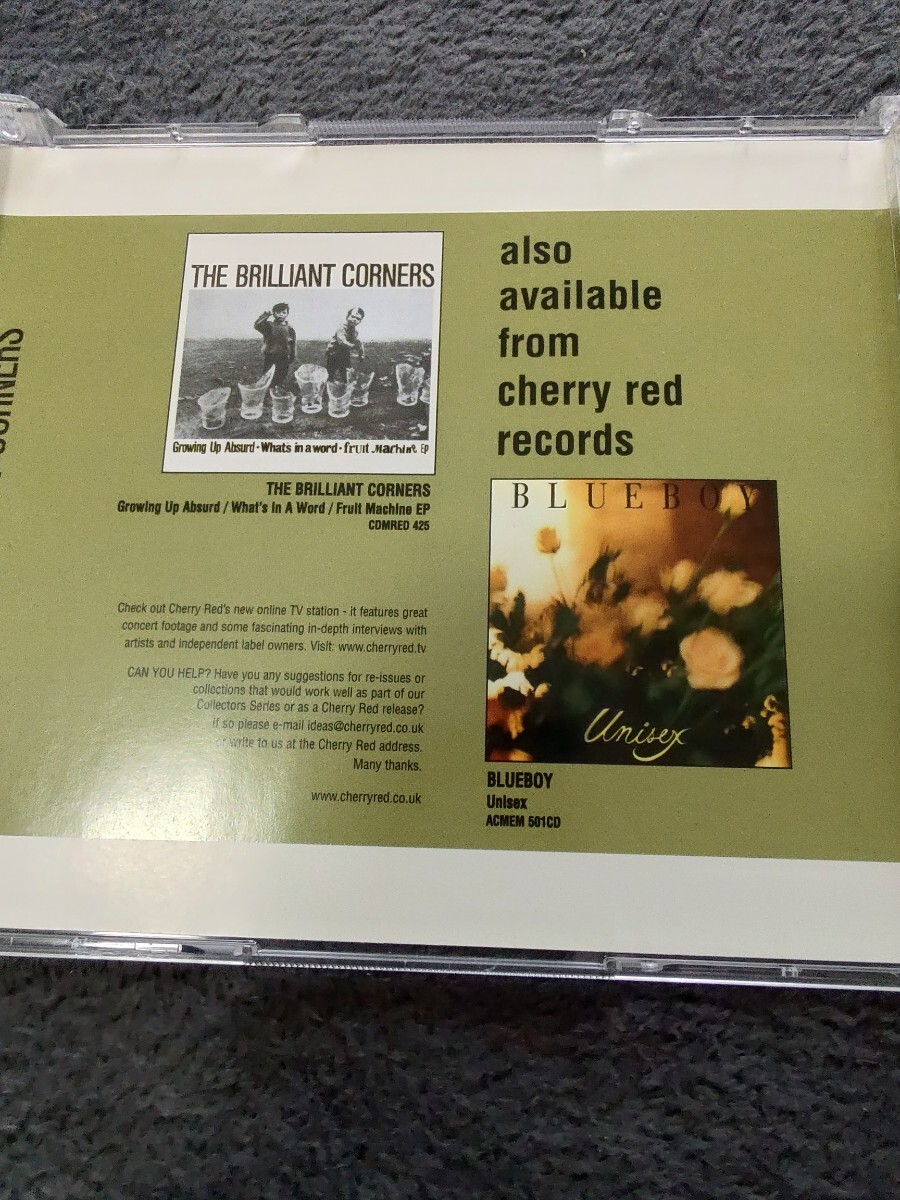 CORNERS
THE BRILLIANT CORNERS
Growing Up Absurd · What's in a word · fruit Machine EP
THE BRILLIANT CORNERS
Growing Up Absurd / What's In A Word / Fruit Machine EP
CDMRED 425
Check out Cherry Red's new online TV station - it features great
concert footage and some fascinating in-depth interviews with
artists and independent label owners. Visit: www.cherryred.tv
CAN YOU HELP? Have you any suggestions for re-issues or
collections that would work well as part of our
Collectors Series or as a Cherry Red release?
If so please e-mail ideas@cherryred.co.uk
or write to us at the Cherry Red address.
Many thanks.
www.cherryred.co.uk
also
available
from
cherry red
records
BLUEBOY
Unisex
BLUEBOY
Unisex
ACMEM 501CD